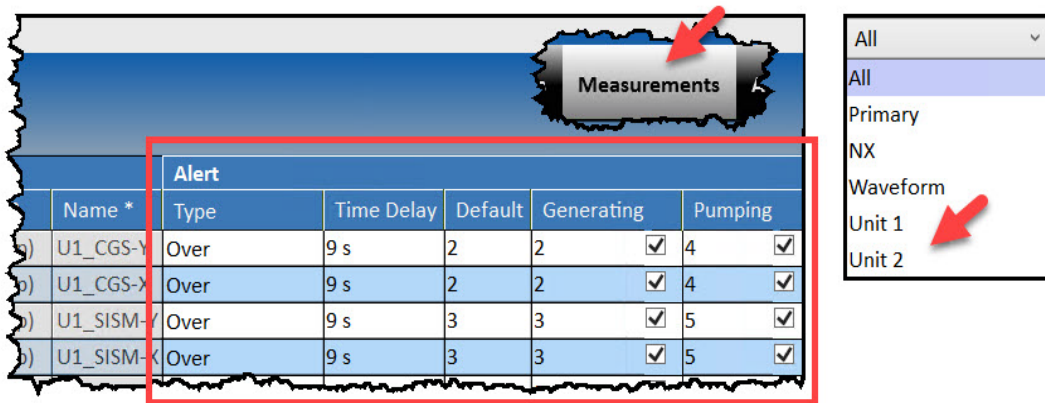 Measurements
Alert
Name * Type Time Delay Default Generating Pumping
U1_CGS-Y Over 9 s 2 2 4
U1_CGS-X Over 9 s 2 2 4
U1_SISM-Y Over 9 s 3 3 5
U1_SISM-X Over 9 s 3 3 5
All
All
Primary
NX
Waveform
Unit 1
Unit 2